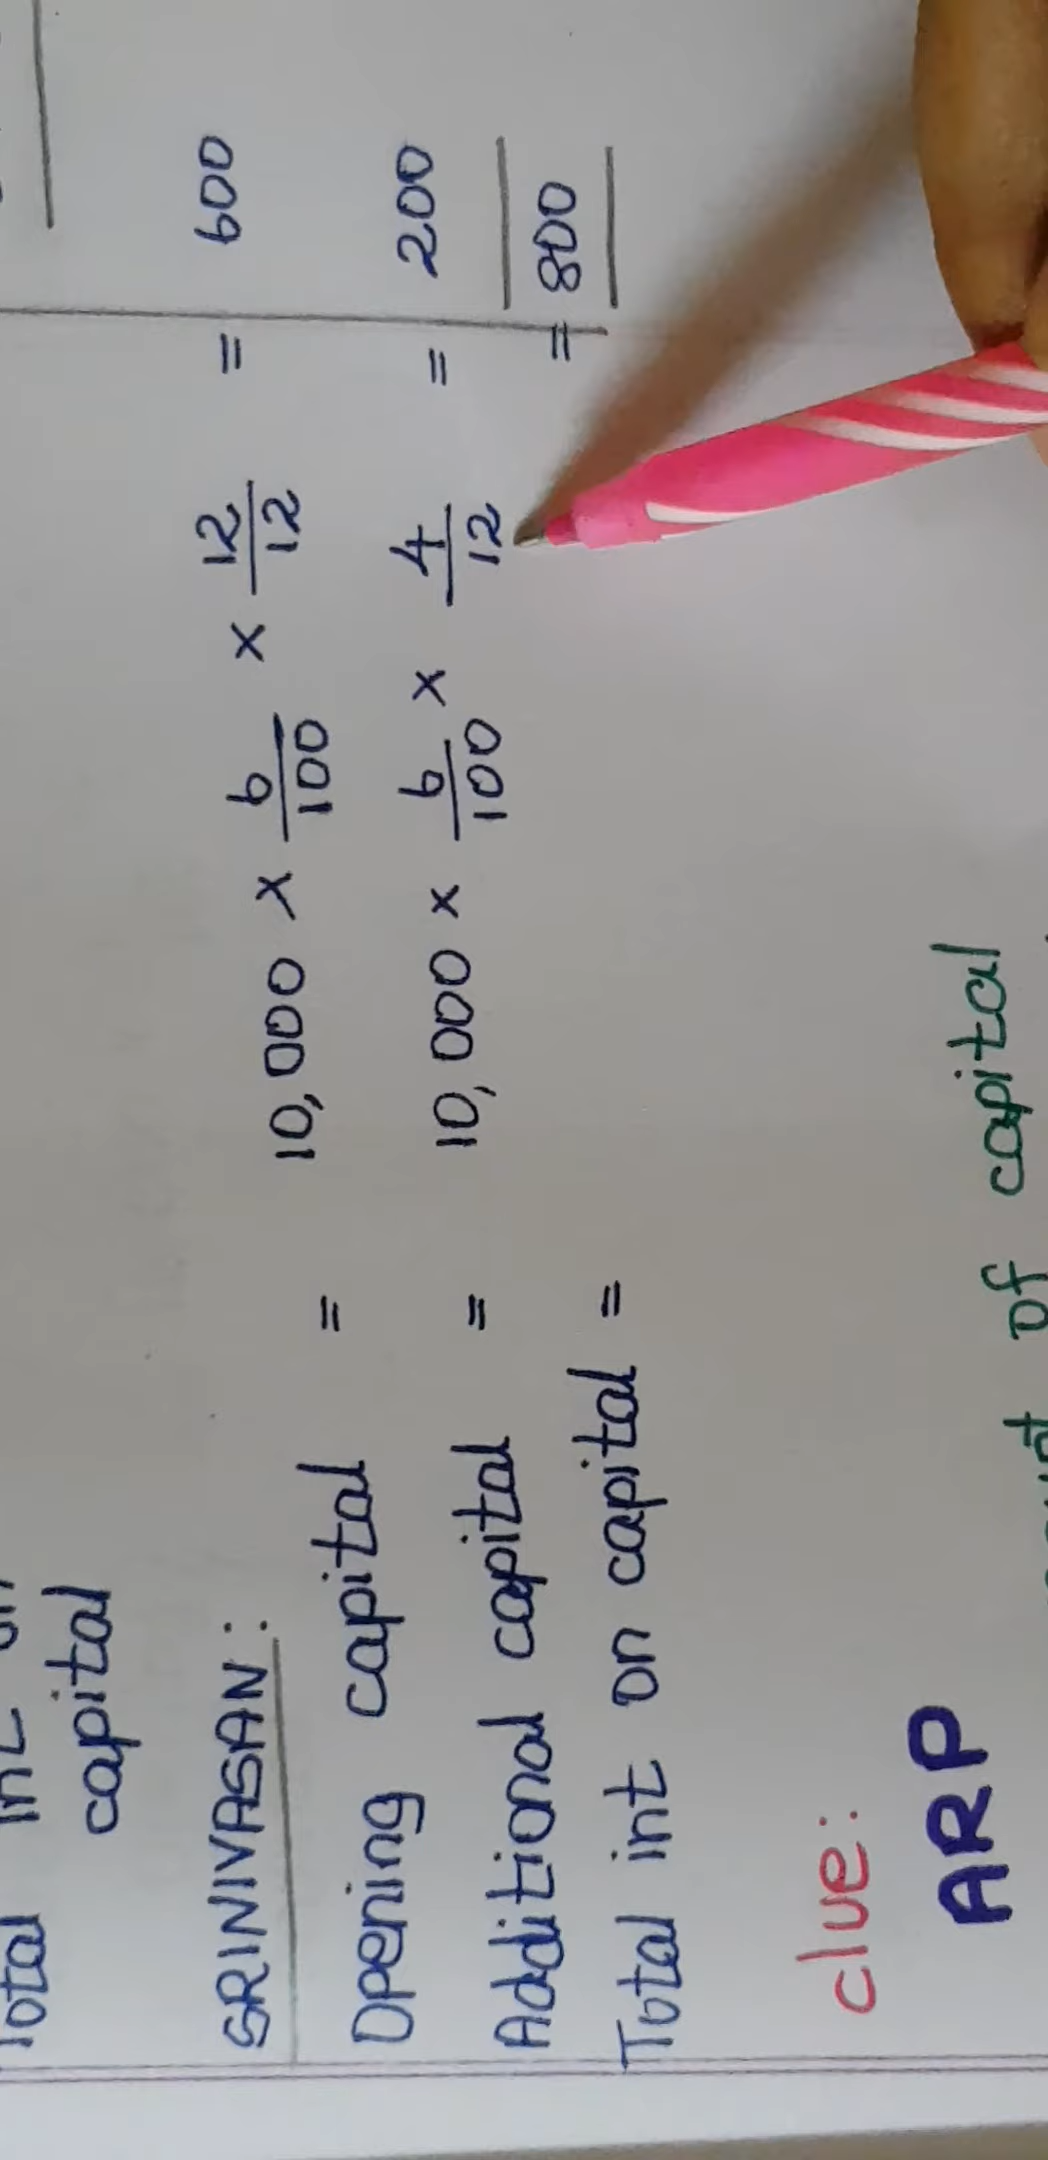 capital
SRINIVASAN:
Opening capital = 10,000 × 6/100 × 12/12 = 600
Additional capital = 10,000 × 6/100 × 4/12 = 200
Total int on capital = = 800
clue:
ARP
of capital